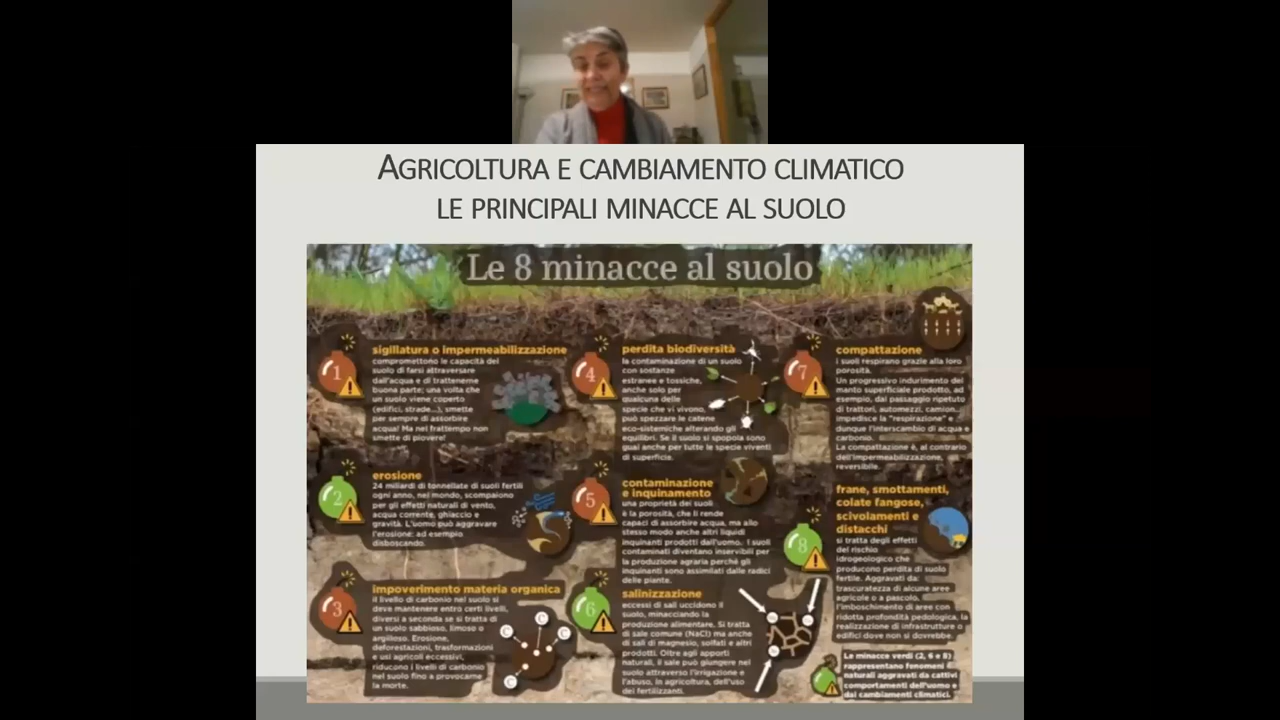 AGRICOLTURA E CAMBIAMENTO CLIMATICO
LE PRINCIPALI MINACCE AL SUOLO
Le 8 minacce al suolo
1
sigillatura o impermeabilizzazione
compromettono le capacità del
suolo di farsi attraversare
dall'acqua e di tratteneme
buona parte: una volta che
un suolo viene coperto
(edifici, strade...), smette
per sempre di assorbire
acqua! Ma nel frattempo non
smette di piovere!
2
erosione
24 miliardi di tonnellate di suoli fertili
ogni anno, nel mondo, scompaiono
per gli effetti naturali di vento,
acqua corrente, ghiaccio e
gravità. L'uomo può aggravare
l'erosione: ad esempio
disboscando.
3
impoverimento materia organica
il livello di carbonio nel suolo si
deve mantenere entro certi livelli,
diversi a seconda se si tratta di
un suolo sabbioso, limoso o
argilloso. Erosione,
deforestazioni, trasformazioni
e usi agricoli eccessivi,
riducono i livelli di carbonio
nel suolo fino a provocarne
la morte.
C
C
C
C
4
perdita biodiversità
la contaminazione di un suolo
con sostanze
estranee e tossiche,
anche solo per
qualcuna delle
specie che vi vivono,
può spezzare le catene
eco-sistemiche alterando gli
equilibri. Se il suolo si spopola sono
guai anche per tutte le specie viventi
di superficie.
5
contaminazione
e inquinamento
una proprietà dei suoli
è la porosità, che li rende
capaci di assorbire acqua, ma allo
stesso modo anche altri liquidi
inquinanti prodotti dall'uomo. I suoli
contaminati diventano inservibili per
la produzione agraria perché gli
inquinanti sono assimilati dalle radici
delle piante.
6
salinizzazione
eccessi di sali uccidono il
suolo, minacciando la
produzione alimentare. Si tratta
di sale comune (NaCl) ma anche
di sali di magnesio, solfati e altri
prodotti. Oltre agli apporti
naturali, il sale può giungere nel
suolo attraverso l'irrigazione e
l'abuso, in agricoltura, dell'uso
dei fertilizzanti.
7
compattazione
i suoli respirano grazie alla loro
porosità.
Un progressivo indurimento del
manto superficiale prodotto, ad
esempio, dal passaggio ripetuto
di trattori, automezzi, camion...
impedisce la "respirazione" e
dunque l'interscambio di acqua e
carbonio.
La compattazione è, al contrario
dell'impermeabilizzazione,
reversibile.
8
frane, smottamenti,
colate fangose,
scivolamenti e
distacchi
si tratta degli effetti
del rischio
idrogeologico che
producono perdita di suolo
fertile. Aggravati da:
trascuratezza di alcune aree
agricole o a pascolo,
l'imboschimento di aree con
ridotta profondità pedologica, la
realizzazione di infrastrutture o
edifici dove non si dovrebbe.
Le minacce verdi (2, 6 e 8)
rappresentano fenomeni
naturali aggravati da cattivi
comportamenti dell'uomo e
dai cambiamenti climatici.